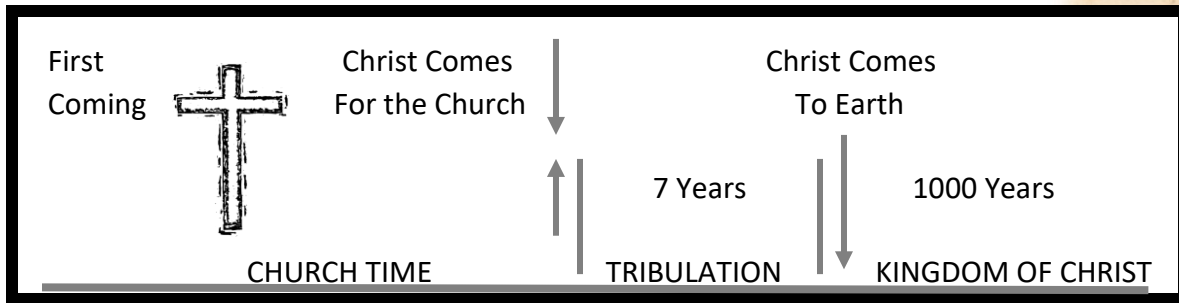 First
Coming
Christ Comes
For the Church
Christ Comes
To Earth
7 Years
1000 Years
CHURCH TIME
TRIBULATION
KINGDOM OF CHRIST